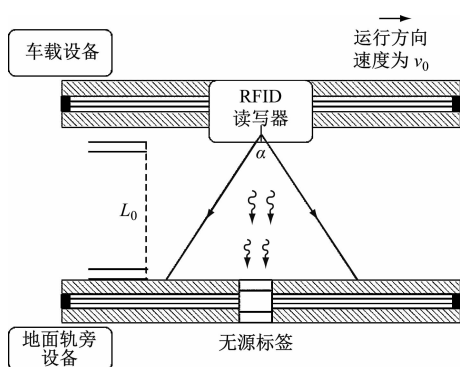 车载设备
运行方向
速度为 v₀
RFID
读写器
α
L₀
地面轨旁
设备
无源标签